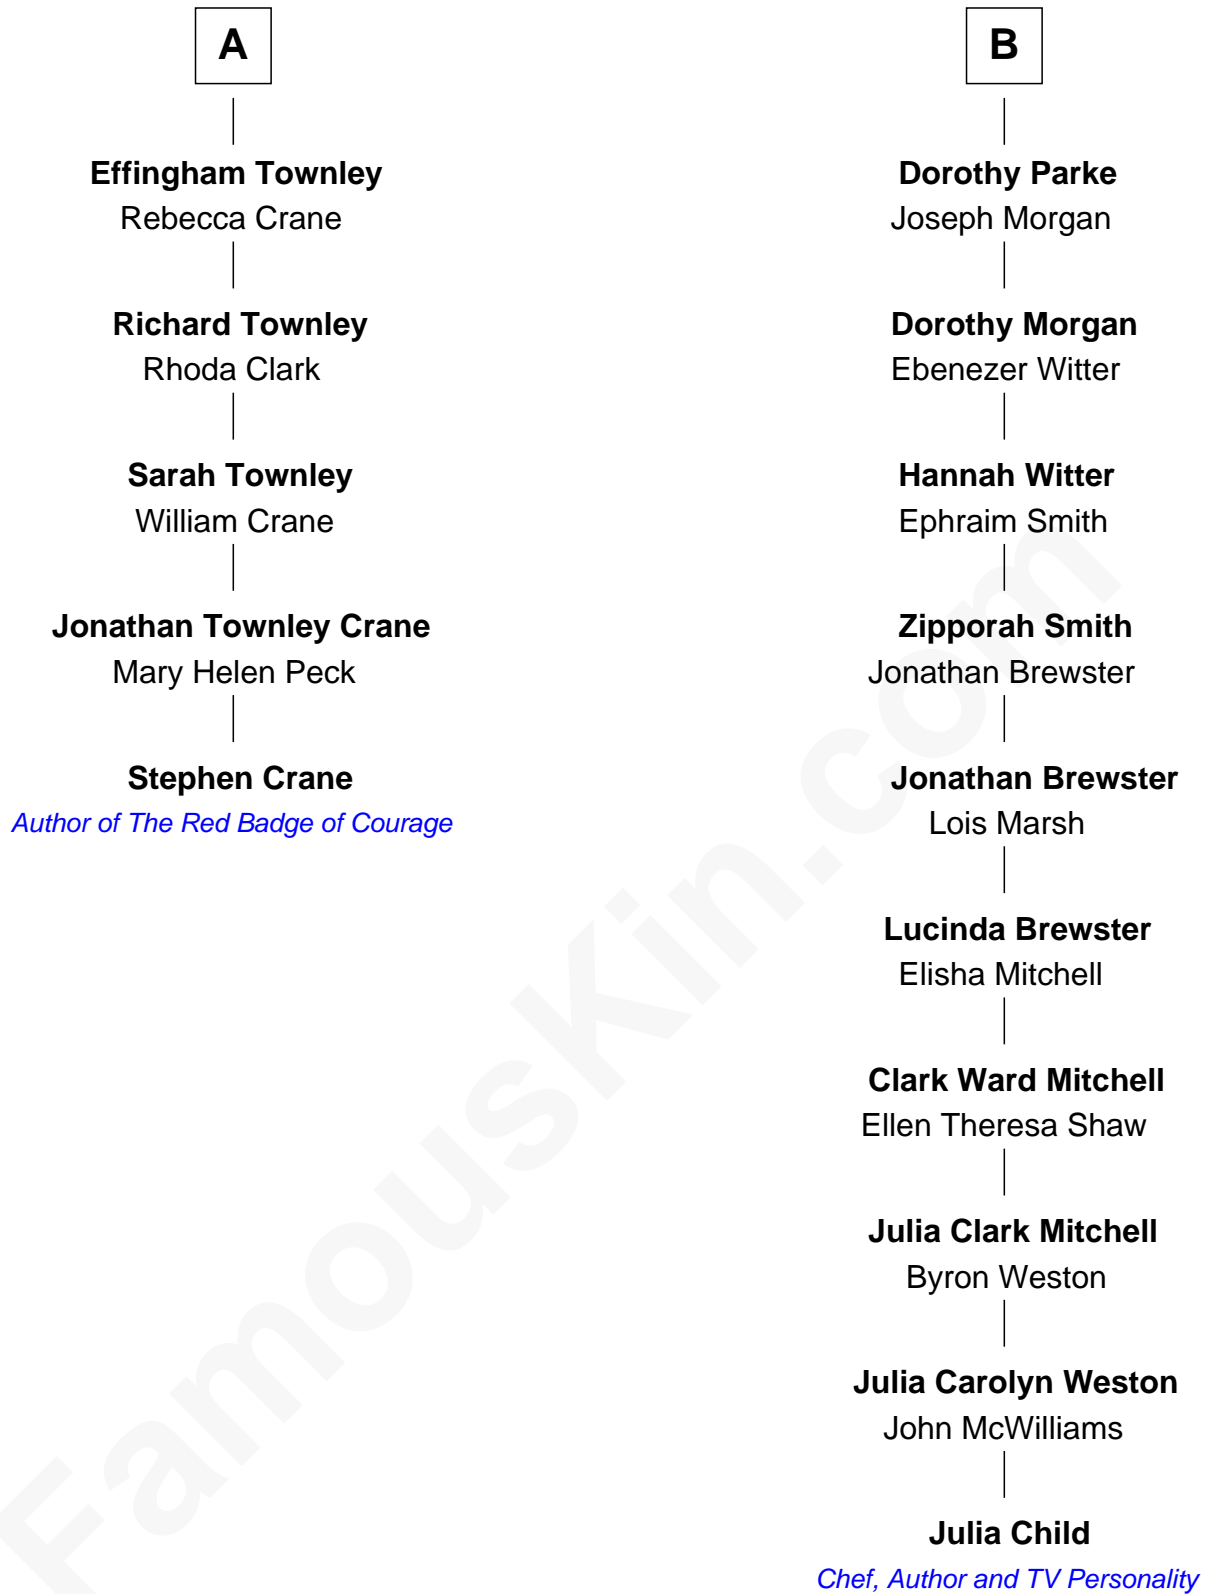 A
Effingham Townley
Rebecca Crane
Richard Townley
Rhoda Clark
Sarah Townley
William Crane
Jonathan Townley Crane
Mary Helen Peck
Stephen Crane
Author of The Red Badge of Courage
B
Dorothy Parke
Joseph Morgan
Dorothy Morgan
Ebenezer Witter
Hannah Witter
Ephraim Smith
Zipporah Smith
Jonathan Brewster
Jonathan Brewster
Lois Marsh
Lucinda Brewster
Elisha Mitchell
Clark Ward Mitchell
Ellen Theresa Shaw
Julia Clark Mitchell
Byron Weston
Julia Carolyn Weston
John McWilliams
Julia Child
Chef, Author and TV Personality
FamousKin.com